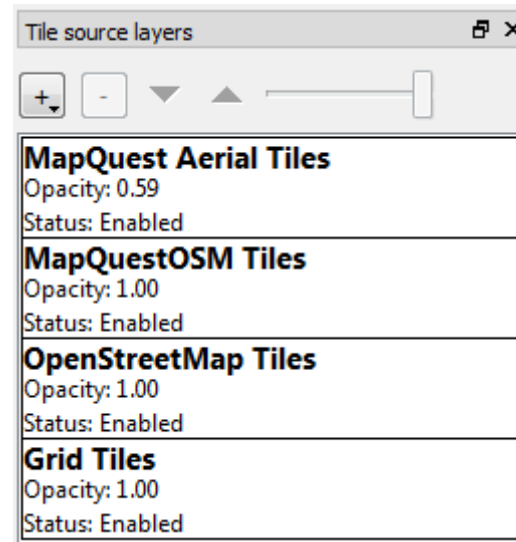 Tile source layers
+ -
MapQuest Aerial Tiles
Opacity: 0.59
Status: Enabled
MapQuestOSM Tiles
Opacity: 1.00
Status: Enabled
OpenStreetMap Tiles
Opacity: 1.00
Status: Enabled
Grid Tiles
Opacity: 1.00
Status: Enabled